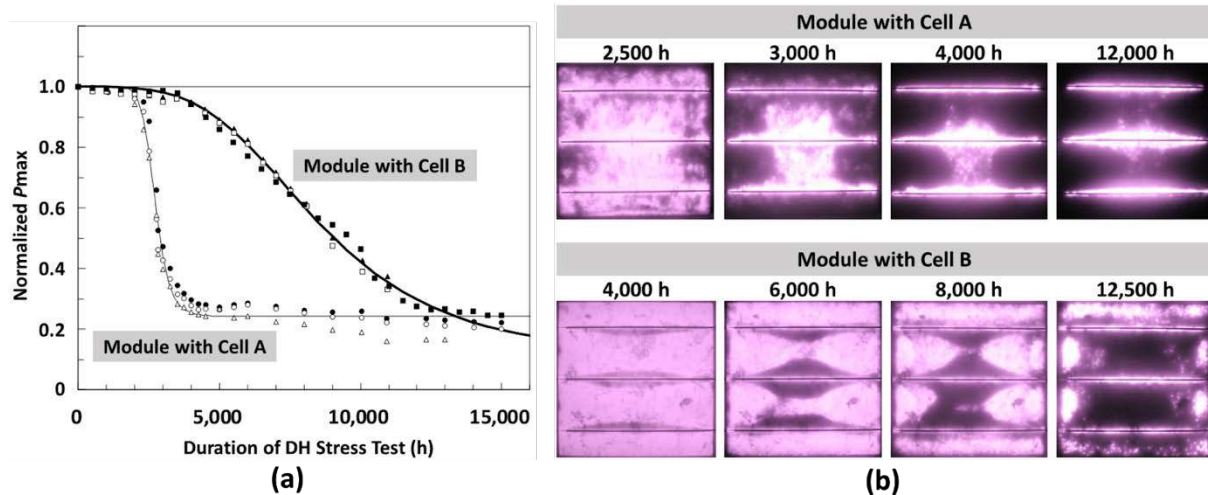 1.0
0.8
0.6
0.4
0.2
0
Normalized Pmax
Module with Cell B
Module with Cell A
0
5,000
10,000
15,000
Duration of DH Stress Test (h)
(a)
Module with Cell A
2,500 h
3,000 h
4,000 h
12,000 h
Module with Cell B
4,000 h
6,000 h
8,000 h
12,500 h
(b)